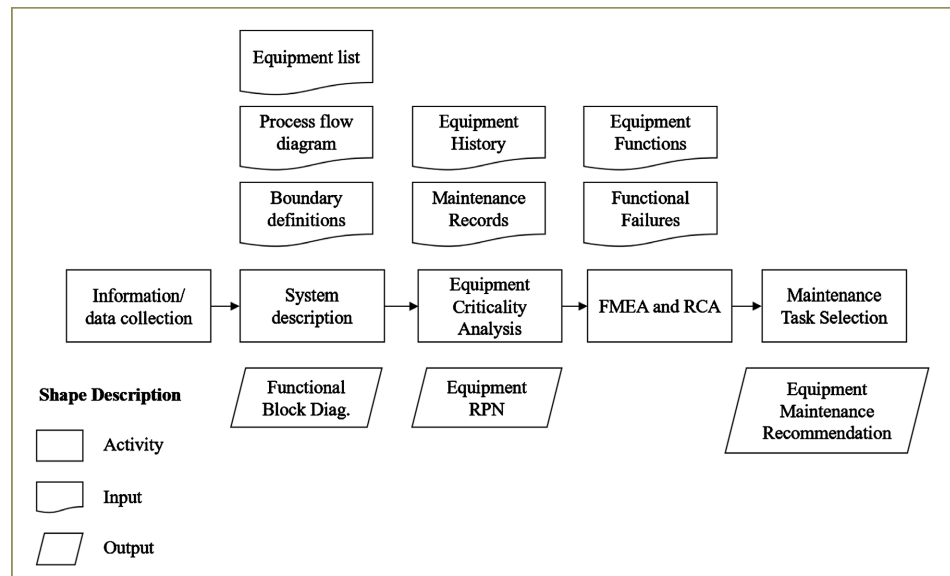 Equipment list
Process flow
diagram
Equipment
History
Equipment
Functions
Boundary
definitions
Maintenance
Records
Functional
Failures
Information/
data collection
System
description
Equipment
Criticality
Analysis
FMEA and RCA
Maintenance
Task Selection
Functional
Block Diag.
Equipment
RPN
Equipment
Maintenance
Recommendation
Shape Description
Activity
Input
Output